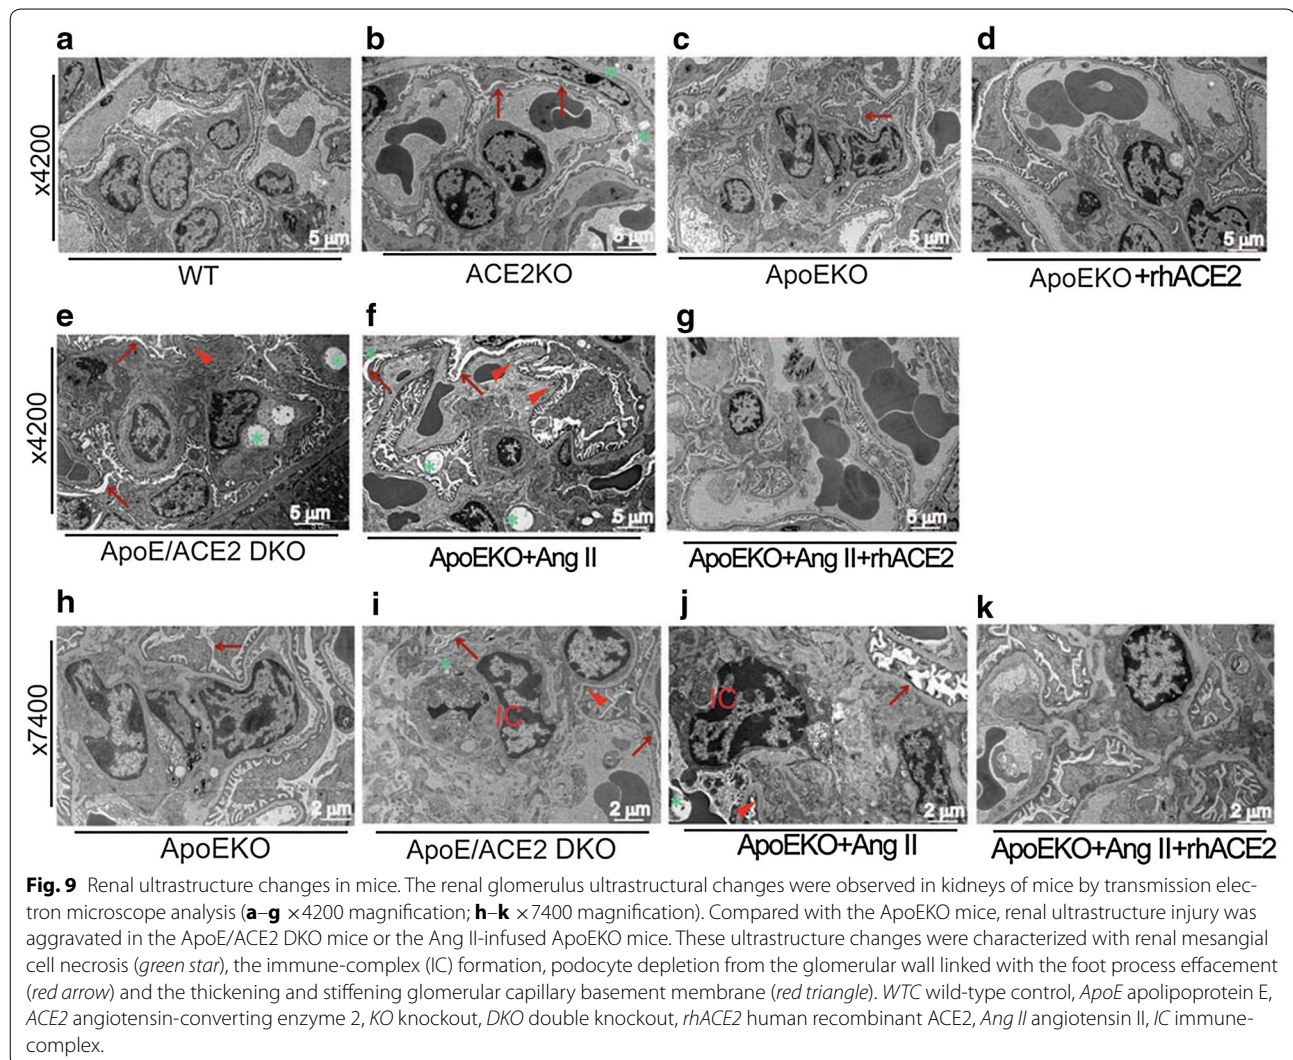 a b c d
x4200
5 µm 5 µm 5 µm 5 µm
WT ACE2KO ApoEKO ApoEKO+rhACE2
e f g
x4200
* * * * *
5 µm 5 µm 5 µm
ApoE/ACE2 DKO ApoEKO+Ang II ApoEKO+Ang II+rhACE2
h i j k
x7400
IC IC
2 µm 2 µm 2 µm 2 µm
ApoEKO ApoE/ACE2 DKO ApoEKO+Ang II ApoEKO+Ang II+rhACE2
Fig. 9 Renal ultrastructure changes in mice. The renal glomerulus ultrastructural changes were observed in kidneys of mice by transmission elec-
tron microscope analysis (a–g ×4200 magnification; h–k ×7400 magnification). Compared with the ApoEKO mice, renal ultrastructure injury was
aggravated in the ApoE/ACE2 DKO mice or the Ang II-infused ApoEKO mice. These ultrastructure changes were characterized with renal mesangial
cell necrosis (green star), the immune-complex (IC) formation, podocyte depletion from the glomerular wall linked with the foot process effacement
(red arrow) and the thickening and stiffening glomerular capillary basement membrane (red triangle). WTC wild-type control, ApoE apolipoprotein E,
ACE2 angiotensin-converting enzyme 2, KO knockout, DKO double knockout, rhACE2 human recombinant ACE2, Ang II angiotensin II, IC immune-
complex.